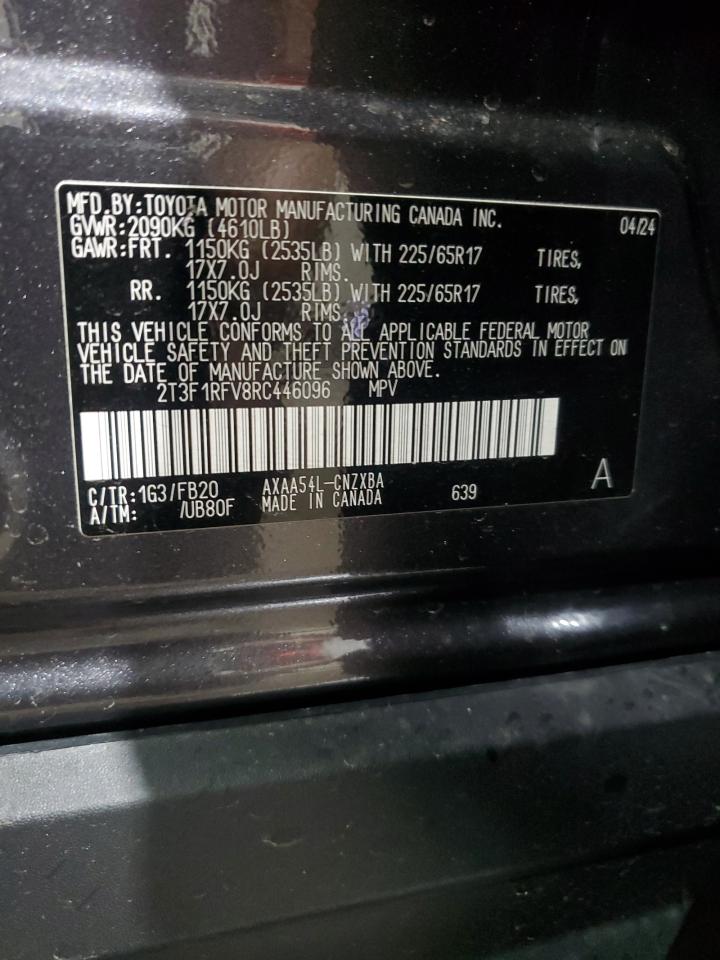 MFD.BY:TOYOTA MOTOR MANUFACTURING CANADA INC. 04/24
GVWR:2090KG (4610LB)
GAWR:FRT. 1150KG (2535LB) WITH 225/65R17 TIRES,
17X7.0J RIMS.
RR. 1150KG (2535LB) WITH 225/65R17 TIRES,
17X7.0J RIMS.
THIS VEHICLE CONFORMS TO ALL APPLICABLE FEDERAL MOTOR
VEHICLE SAFETY AND THEFT PREVENTION STANDARDS IN EFFECT ON
THE DATE OF MANUFACTURE SHOWN ABOVE.
2T3F1RFV8RC446096 MPV
C/TR:1G3/FB20 AXAA54L-CNZXBA 639 A
A/TM: /UB80F MADE IN CANADA